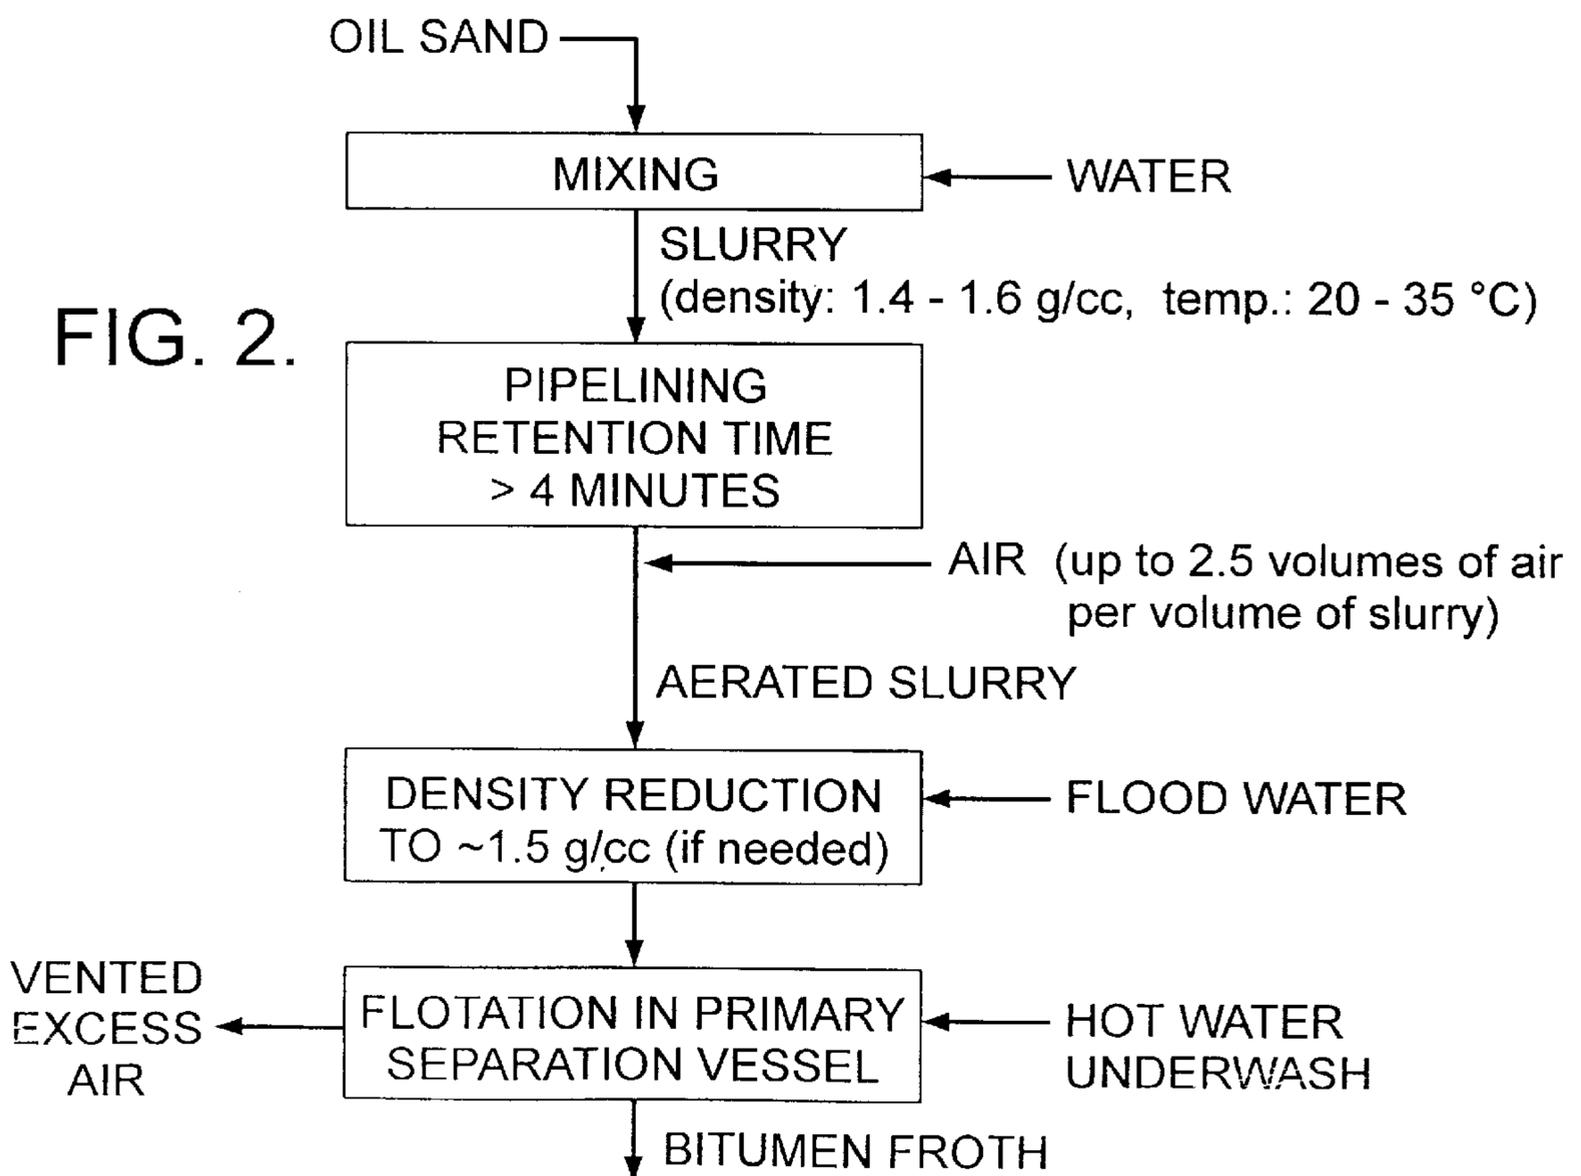 OIL SAND
MIXING
WATER
SLURRY
(density: 1.4 - 1.6 g/cc, temp.: 20 - 35 °C)
FIG. 2.
PIPELINING
RETENTION TIME
> 4 MINUTES
AIR (up to 2.5 volumes of air
per volume of slurry)
AERATED SLURRY
DENSITY REDUCTION
TO ~1.5 g/cc (if needed)
FLOOD WATER
VENTED
EXCESS
AIR
FLOTATION IN PRIMARY
SEPARATION VESSEL
HOT WATER
UNDERWASH
BITUMEN FROTH